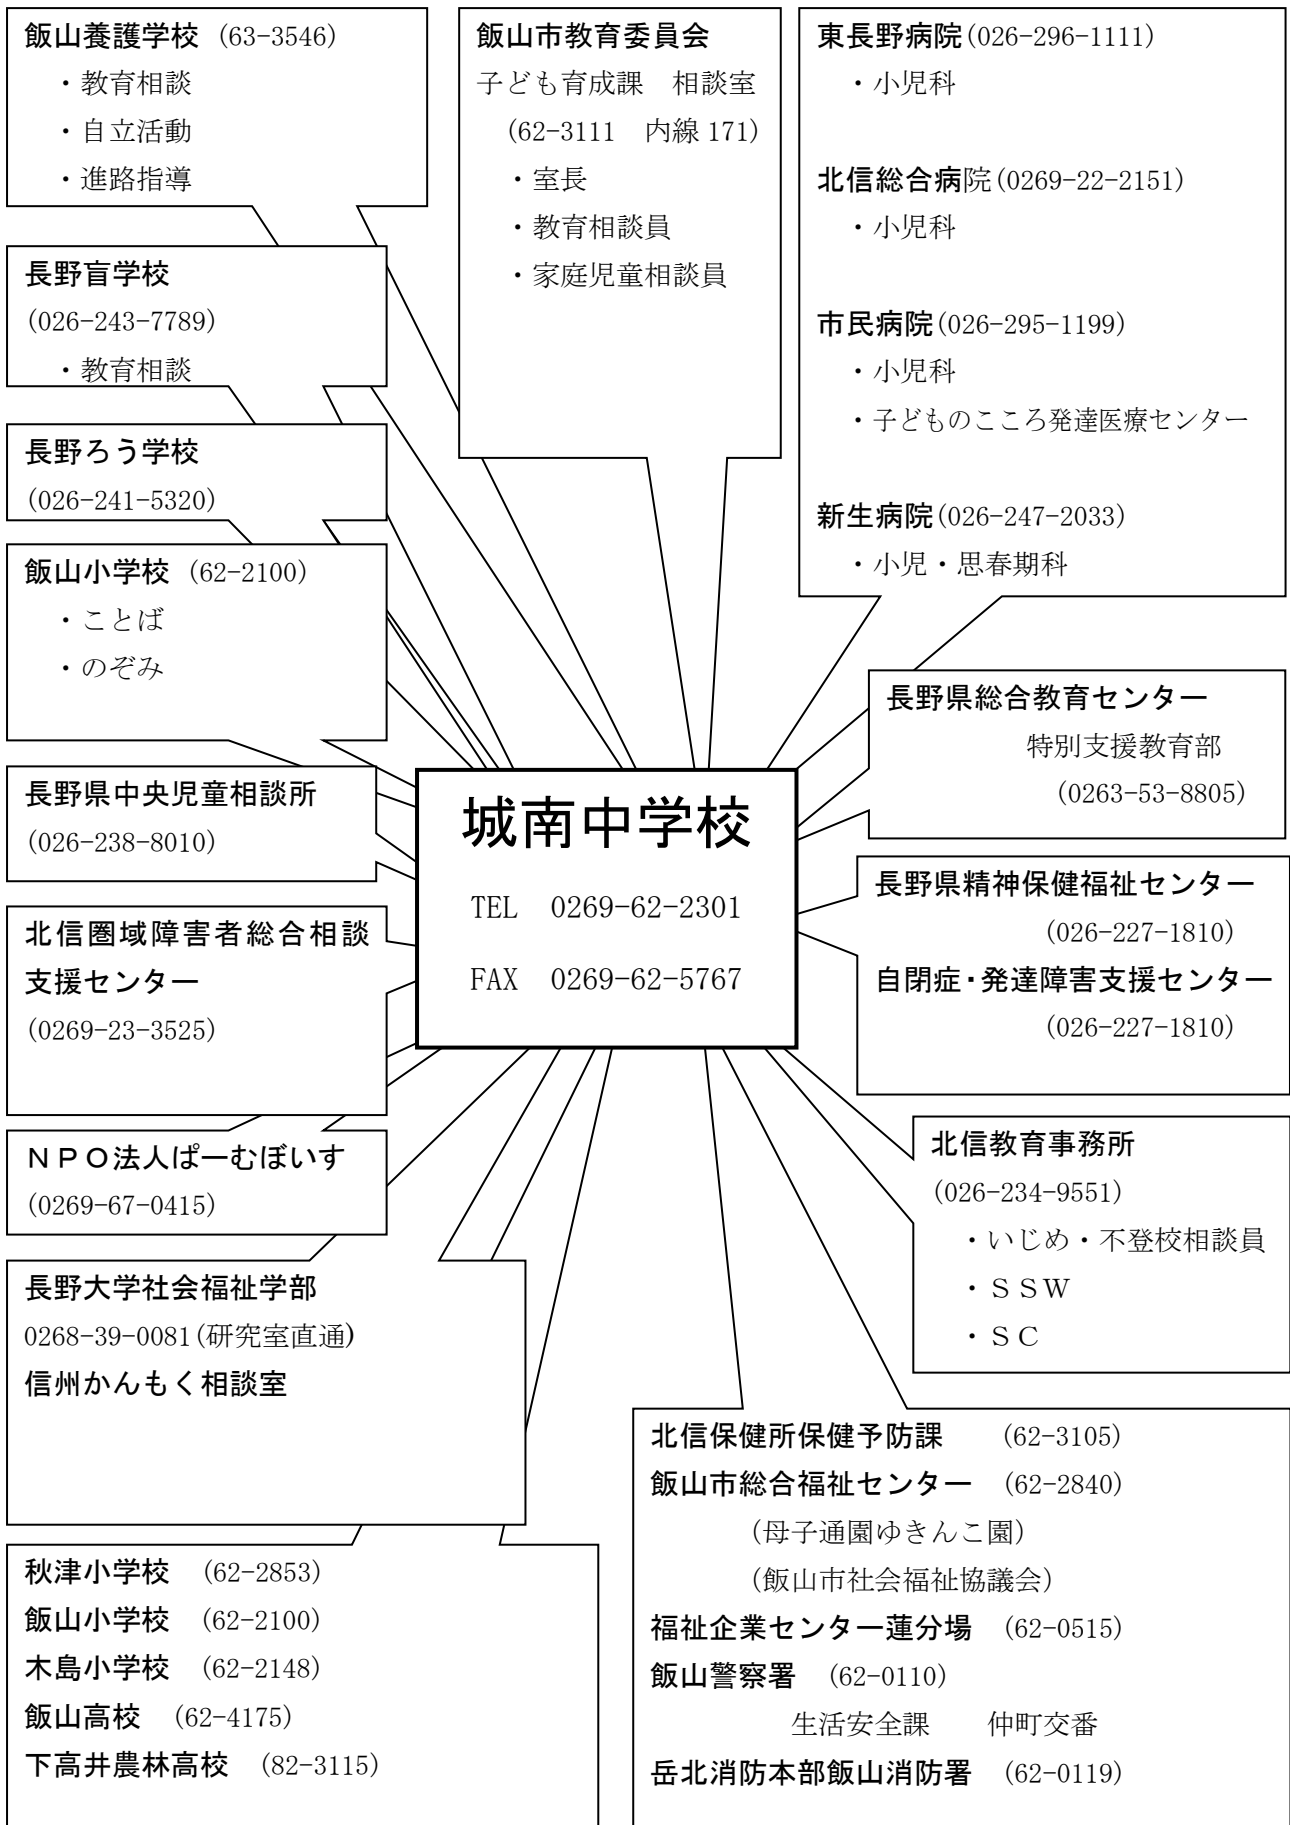 飯山養護学校 (63-3546)
・教育相談
・自立活動
・進路指導
長野盲学校
(026-243-7789)
・教育相談
長野ろう学校
(026-241-5320)
飯山小学校 (62-2100)
・ことば
・のぞみ
長野県中央児童相談所
(026-238-8010)
北信圏域障害者総合相談
支援センター
(0269-23-3525)
ＮＰＯ法人ぱーむぼいす
(0269-67-0415)
長野大学社会福祉学部
0268-39-0081(研究室直通)
信州かんもく相談室
秋津小学校 (62-2853)
飯山小学校 (62-2100)
木島小学校 (62-2148)
飯山高校 (62-4175)
下高井農林高校 (82-3115)
飯山市教育委員会
子ども育成課　相談室
(62-3111　内線 171)
・室長
・教育相談員
・家庭児童相談員
城南中学校
TEL　0269-62-2301
FAX　0269-62-5767
東長野病院(026-296-1111)
・小児科
北信総合病院(0269-22-2151)
・小児科
市民病院(026-295-1199)
・小児科
・子どものこころ発達医療センター
新生病院(026-247-2033)
・小児・思春期科
長野県総合教育センター
特別支援教育部
(0263-53-8805)
長野県精神保健福祉センター
(026-227-1810)
自閉症・発達障害支援センター
(026-227-1810)
北信教育事務所
(026-234-9551)
・いじめ・不登校相談員
・ＳＳＷ
・ＳＣ
北信保健所保健予防課　(62-3105)
飯山市総合福祉センター　(62-2840)
(母子通園ゆきんこ園)
(飯山市社会福祉協議会)
福祉企業センター蓮分場　(62-0515)
飯山警察署　(62-0110)
生活安全課　仲町交番
岳北消防本部飯山消防署　(62-0119)